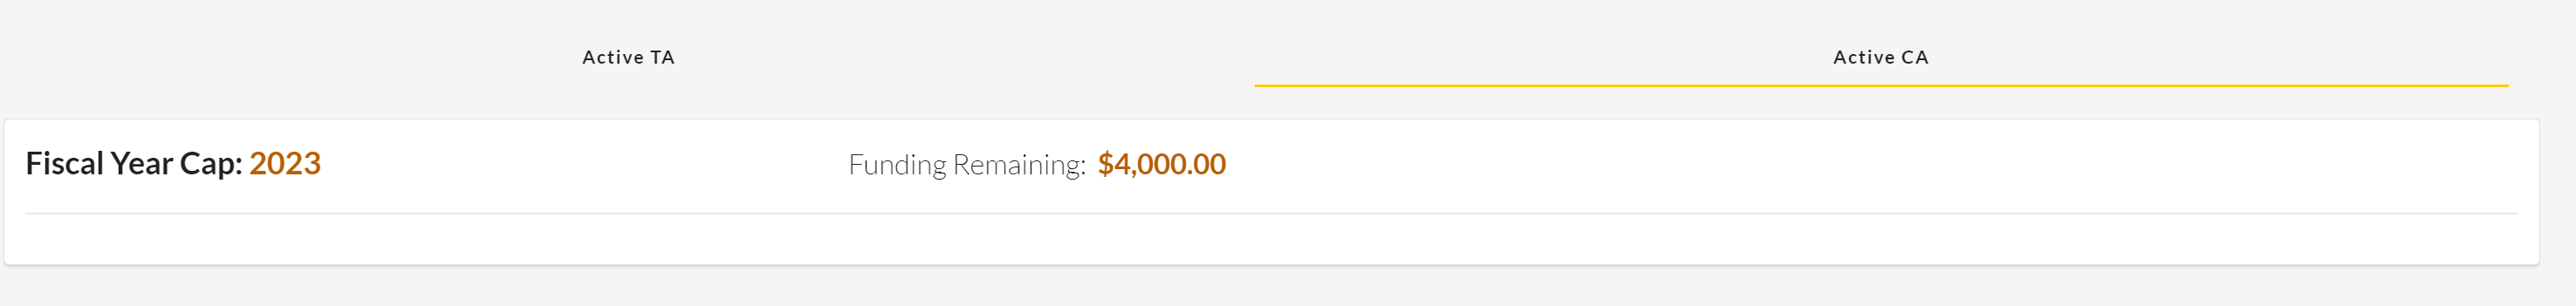 Active TA
Active CA
Fiscal Year Cap: 2023
Funding Remaining: $4,000.00